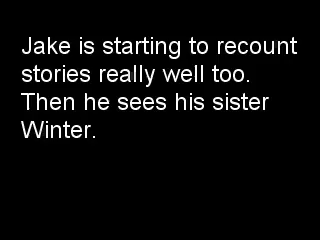 Jake is starting to recount
stories really well too.
Then he sees his sister
Winter.